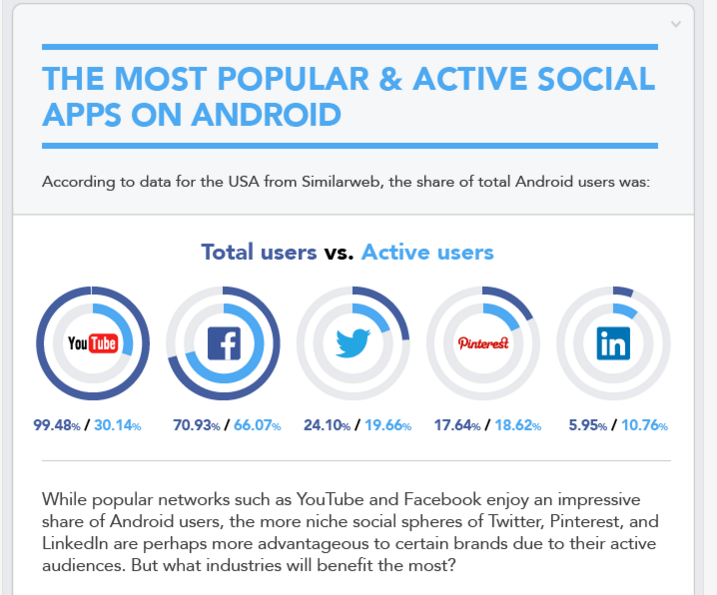 THE MOST POPULAR & ACTIVE SOCIAL
APPS ON ANDROID
According to data for the USA from Similarweb, the share of total Android users was:
Total users vs. Active users
YouTube
f
Pinterest
in
99.48% / 30.14%
70.93% / 66.07%
24.10% / 19.66%
17.64% / 18.62%
5.95% / 10.76%
While popular networks such as YouTube and Facebook enjoy an impressive
share of Android users, the more niche social spheres of Twitter, Pinterest, and
LinkedIn are perhaps more advantageous to certain brands due to their active
audiences. But what industries will benefit the most?